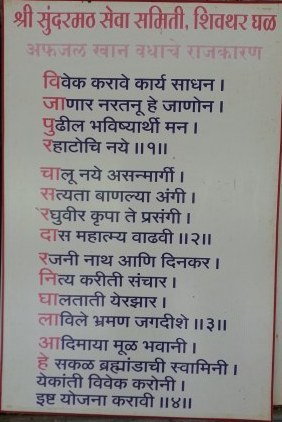 श्री सुंदरमठ सेवा समिती, शिवथर घळ
अफजल खान वधाचे राजकारण
विवेक करावे कार्य साधन ।
जाणार नरतनू हे जाणोन ।
पुढील भविष्यार्थी मन ।
रहाटोचि नये ॥१॥
चालू नये असन्मार्गी ।
सत्यता बाणल्या अंगी ।
रघुवीर कृपा ते प्रसंगी ।
दास महात्म्य वाढवी ॥२॥
रजनी नाथ आणि दिनकर ।
नित्य करीती संचार ।
घालताती येरझार ।
लाविले भ्रमण जगदीशे ॥३॥
आदिमाया मूळ भवानी ।
हे सकळ ब्रह्मांडाची स्वामिनी ।
येकांती विवेक करोनी ।
इष्ट योजना करावी ॥४॥